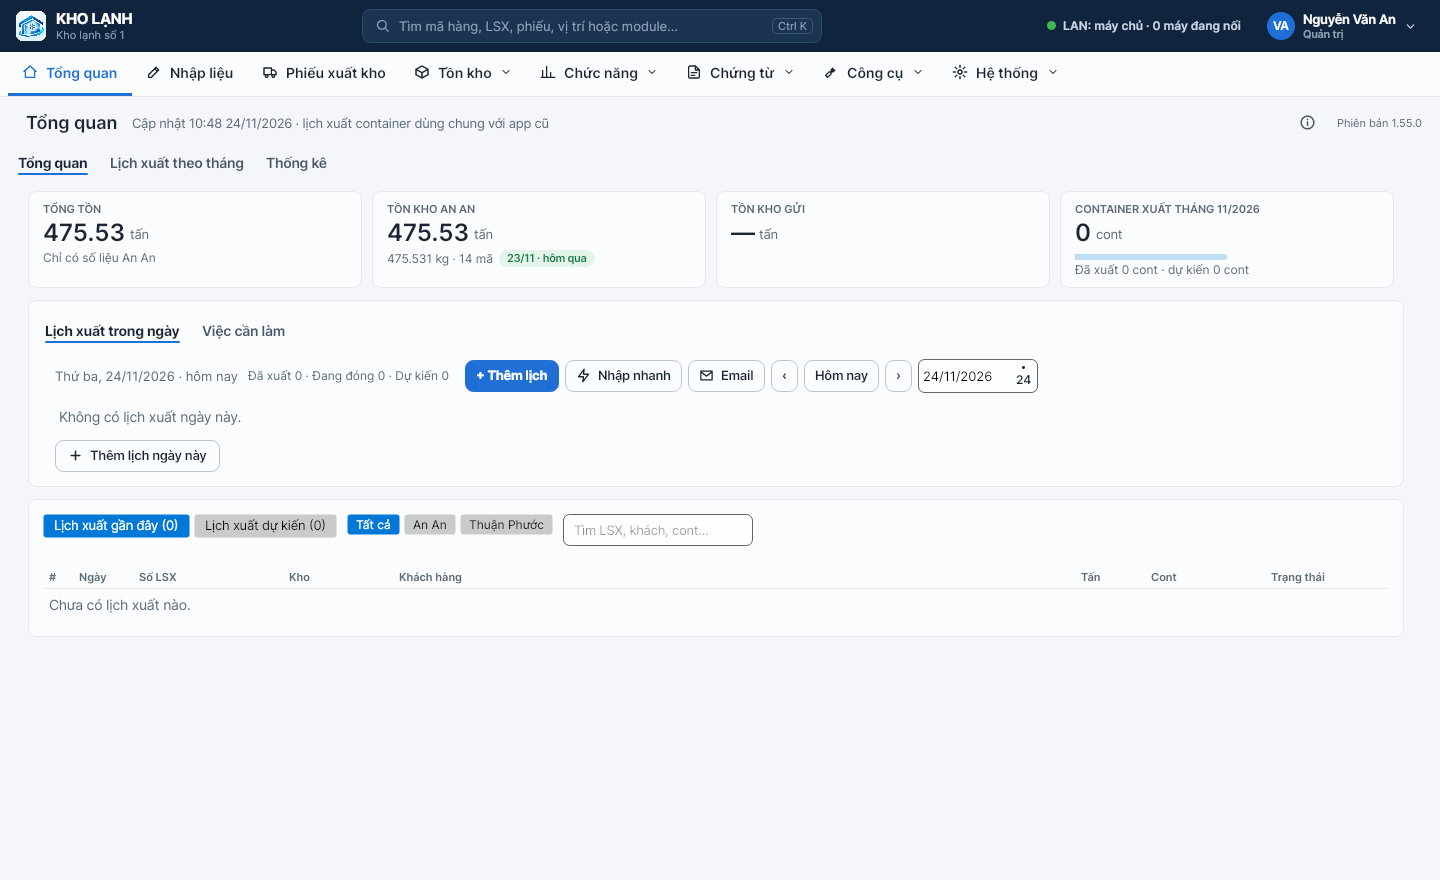 KHO LẠNH
Kho lạnh số 1
Tìm mã hàng, LSX, phiếu, vị trí hoặc module...
Ctrl K
LAN: máy chủ · 0 máy đang nối
VA
Nguyễn Văn An
Quản trị
Tổng quan
Nhập liệu
Phiếu xuất kho
Tồn kho
Chức năng
Chứng từ
Công cụ
Hệ thống
Tổng quan
Cập nhật 10:48 24/11/2026 · lịch xuất container dùng chung với app cũ
Phiên bản 1.55.0
Tổng quan
Lịch xuất theo tháng
Thống kê
TỔNG TỒN
475.53 tấn
Chỉ có số liệu An An
TỒN KHO AN AN
475.53 tấn
475.531 kg · 14 mã
23/11 · hôm qua
TỒN KHO GỬI
— tấn
CONTAINER XUẤT THÁNG 11/2026
0 cont
Đã xuất 0 cont · dự kiến 0 cont
Lịch xuất trong ngày
Việc cần làm
Thứ ba, 24/11/2026 · hôm nay
Đã xuất 0 · Đang đóng 0 · Dự kiến 0
+ Thêm lịch
Nhập nhanh
Email
‹
Hôm nay
›
24/11/2026
24
Không có lịch xuất ngày này.
+ Thêm lịch ngày này
Lịch xuất gần đây (0)
Lịch xuất dự kiến (0)
Tất cả
An An
Thuận Phước
Tìm LSX, khách, cont...
# Ngày Số LSX Kho Khách hàng Tấn Cont Trạng thái
Chưa có lịch xuất nào.